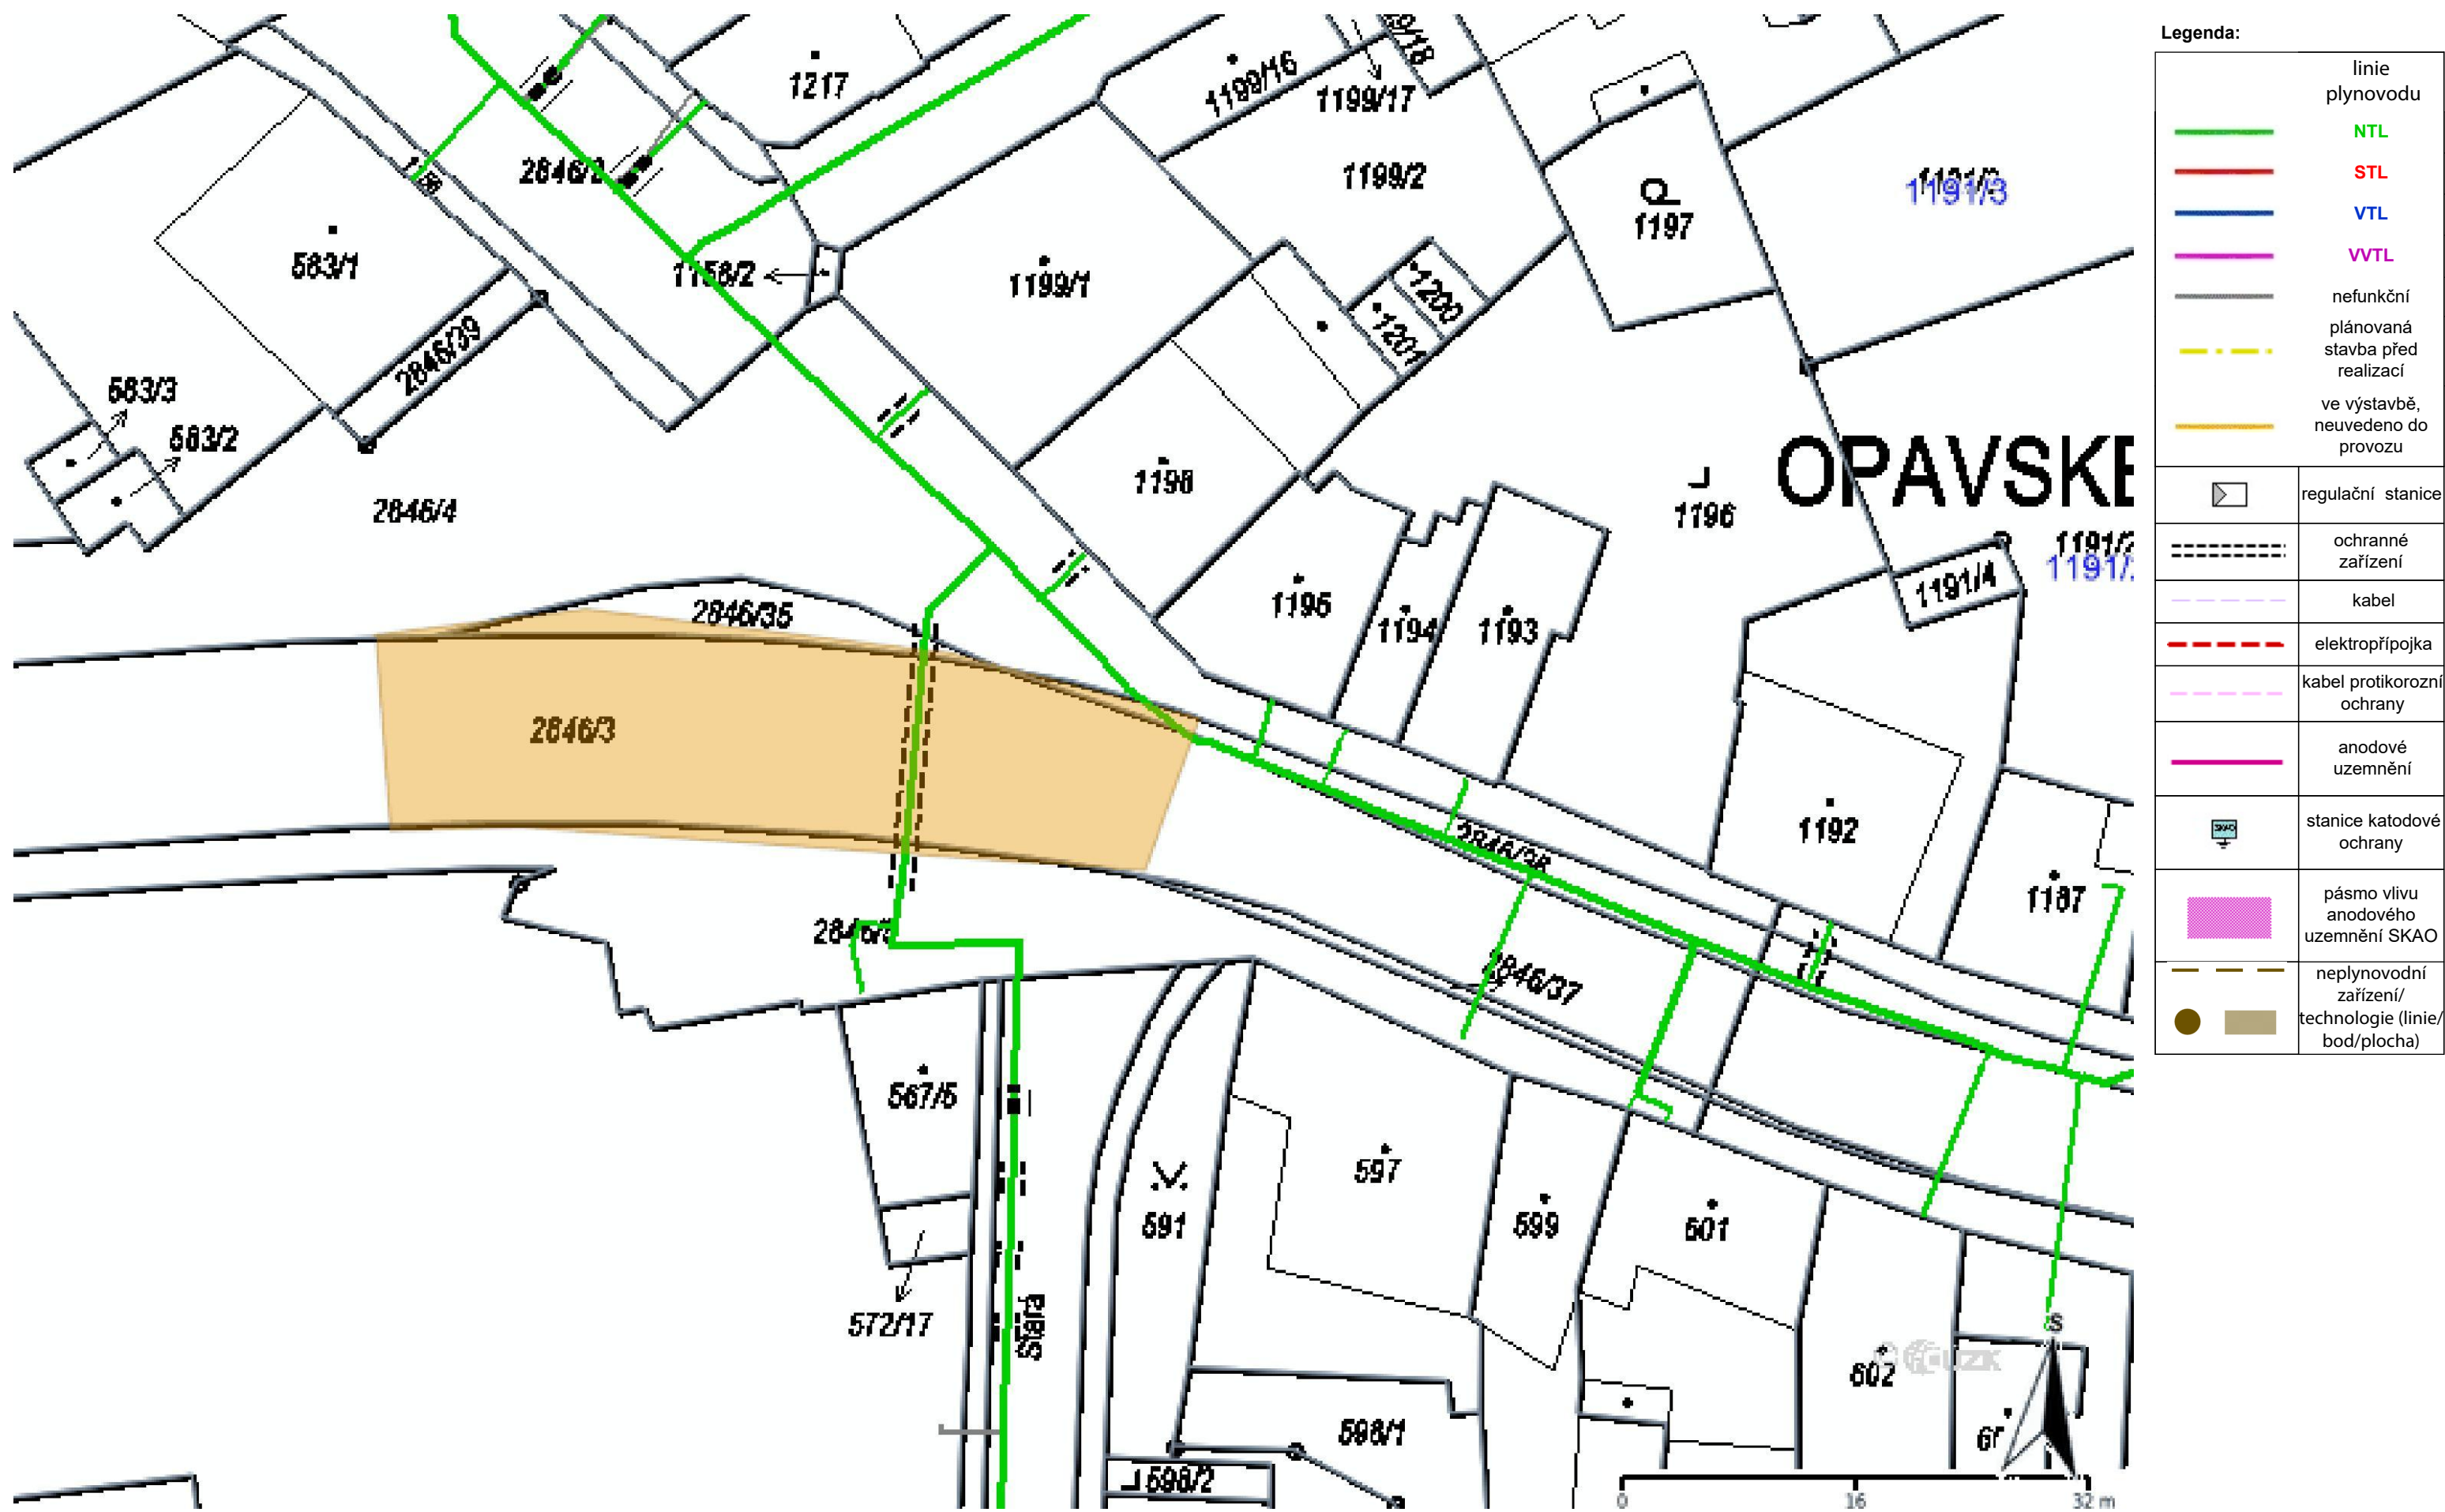 Legenda:
linie
plynovodu
NTL
STL
VTL
VVTL
nefunkční
plánovaná
stavba před
realizací
ve výstavbě,
neuvedeno do
provozu
regulační stanice
ochranné
zařízení
kabel
elektropřípojka
kabel protikorozní
ochrany
anodové
uzemnění
SKAO
stanice katodové
ochrany
pásmo vlivu
anodového
uzemnění SKAO
neplynovodní
zařízení/
technologie (linie/
bod/plocha)
1217
1199/16
1199/17
1199/2
1197
1191/3
583/1
1158/2
1199/1
1200
1201
2846/39
583/3
583/2
2846/4
1198
1196
OPAVSKÉ
1191/4
2846/35
1195
1194
1193
2846/3
1192
1187
2846/37
567/5
572/17
Stará
591
597
599
601
602
598/1
598/2
S
0 16 32 m